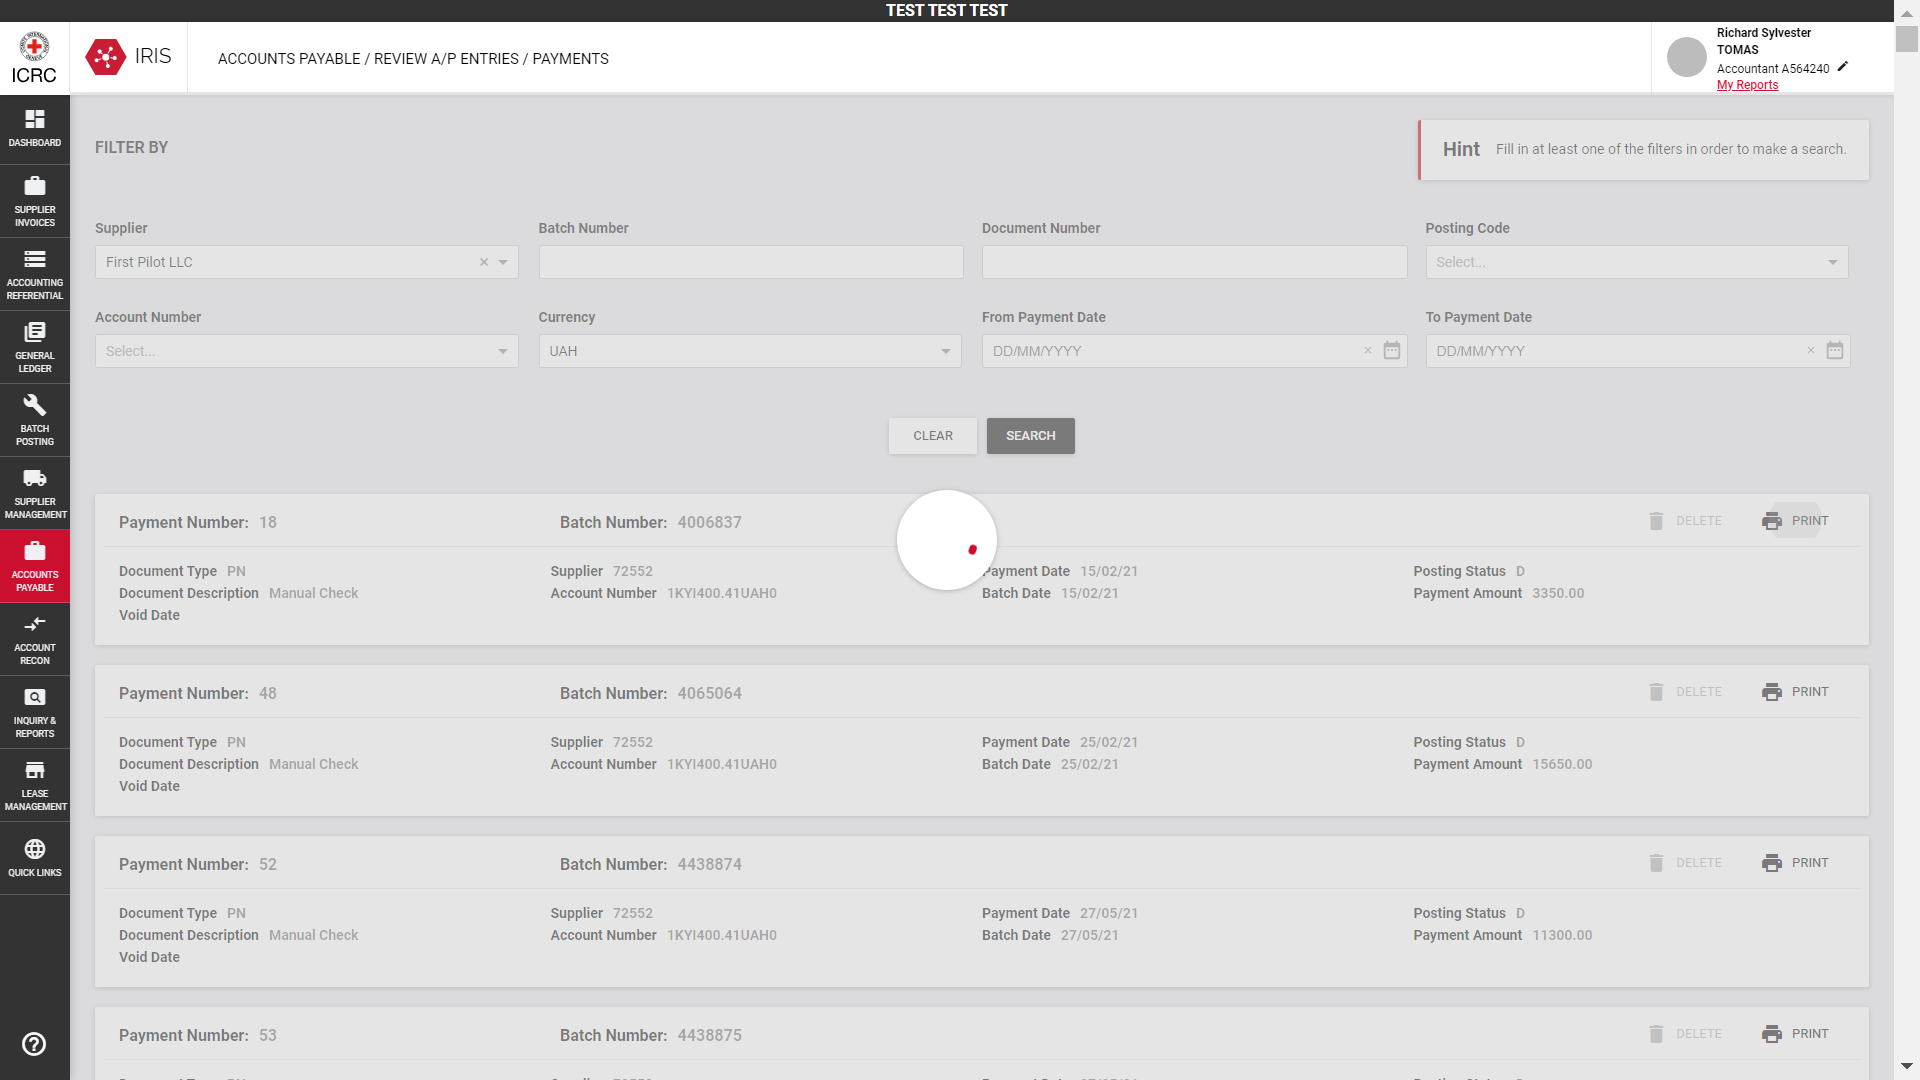 TEST TEST TEST
ICRC
IRIS
ACCOUNTS PAYABLE / REVIEW A/P ENTRIES / PAYMENTS
Richard Sylvester
TOMAS
Accountant A564240
My Reports
DASHBOARD
SUPPLIER
INVOICES
ACCOUNTING
REFERENTIAL
GENERAL
LEDGER
BATCH
POSTING
SUPPLIER
MANAGEMENT
ACCOUNTS
PAYABLE
ACCOUNT
RECON
INQUIRY &
REPORTS
LEASE
MANAGEMENT
QUICK LINKS
FILTER BY
Hint Fill in at least one of the filters in order to make a search.
Supplier Batch Number Document Number Posting Code
First Pilot LLC Select...
Account Number Currency From Payment Date To Payment Date
Select... UAH DD/MM/YYYY DD/MM/YYYY
CLEAR SEARCH
Payment Number: 18 Batch Number: 4006837 DELETE PRINT
Document Type PN Supplier 72552 Payment Date 15/02/21 Posting Status D
Document Description Manual Check Account Number 1KYI400.41UAH0 Batch Date 15/02/21 Payment Amount 3350.00
Void Date
Payment Number: 48 Batch Number: 4065064 DELETE PRINT
Document Type PN Supplier 72552 Payment Date 25/02/21 Posting Status D
Document Description Manual Check Account Number 1KYI400.41UAH0 Batch Date 25/02/21 Payment Amount 15650.00
Void Date
Payment Number: 52 Batch Number: 4438874 DELETE PRINT
Document Type PN Supplier 72552 Payment Date 27/05/21 Posting Status D
Document Description Manual Check Account Number 1KYI400.41UAH0 Batch Date 27/05/21 Payment Amount 11300.00
Void Date
Payment Number: 53 Batch Number: 4438875 DELETE PRINT